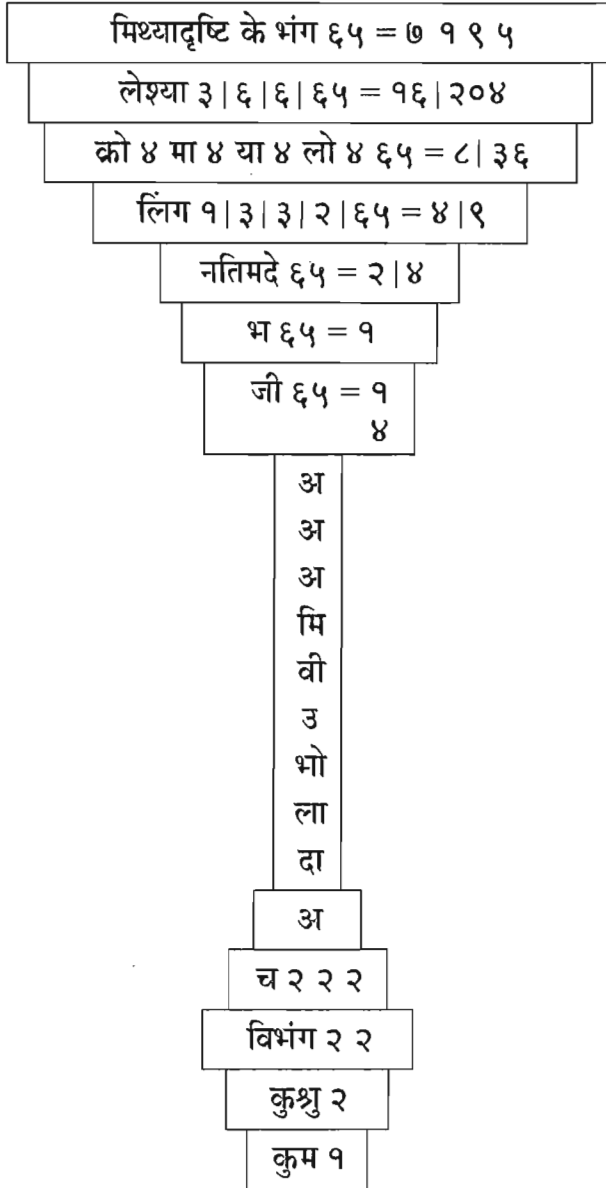 मिथ्यादृष्टि के भंग ६५ = ७ १ ९ ५
लेश्या ३|६|६|६५ = १६|२०४
क्रो ४ मा ४ या ४ लो ४ ६५ = ८|३६
लिंग १|३|३|२|६५ = ४|९
नतिमदे ६५ = २|४
भ ६५ = १
जी ६५ = १
४
अ
अ
अ
मि
वी
उ
भो
ला
दा
अ
च २ २ २
विभंग २ २
कुश्रु २
कुम १